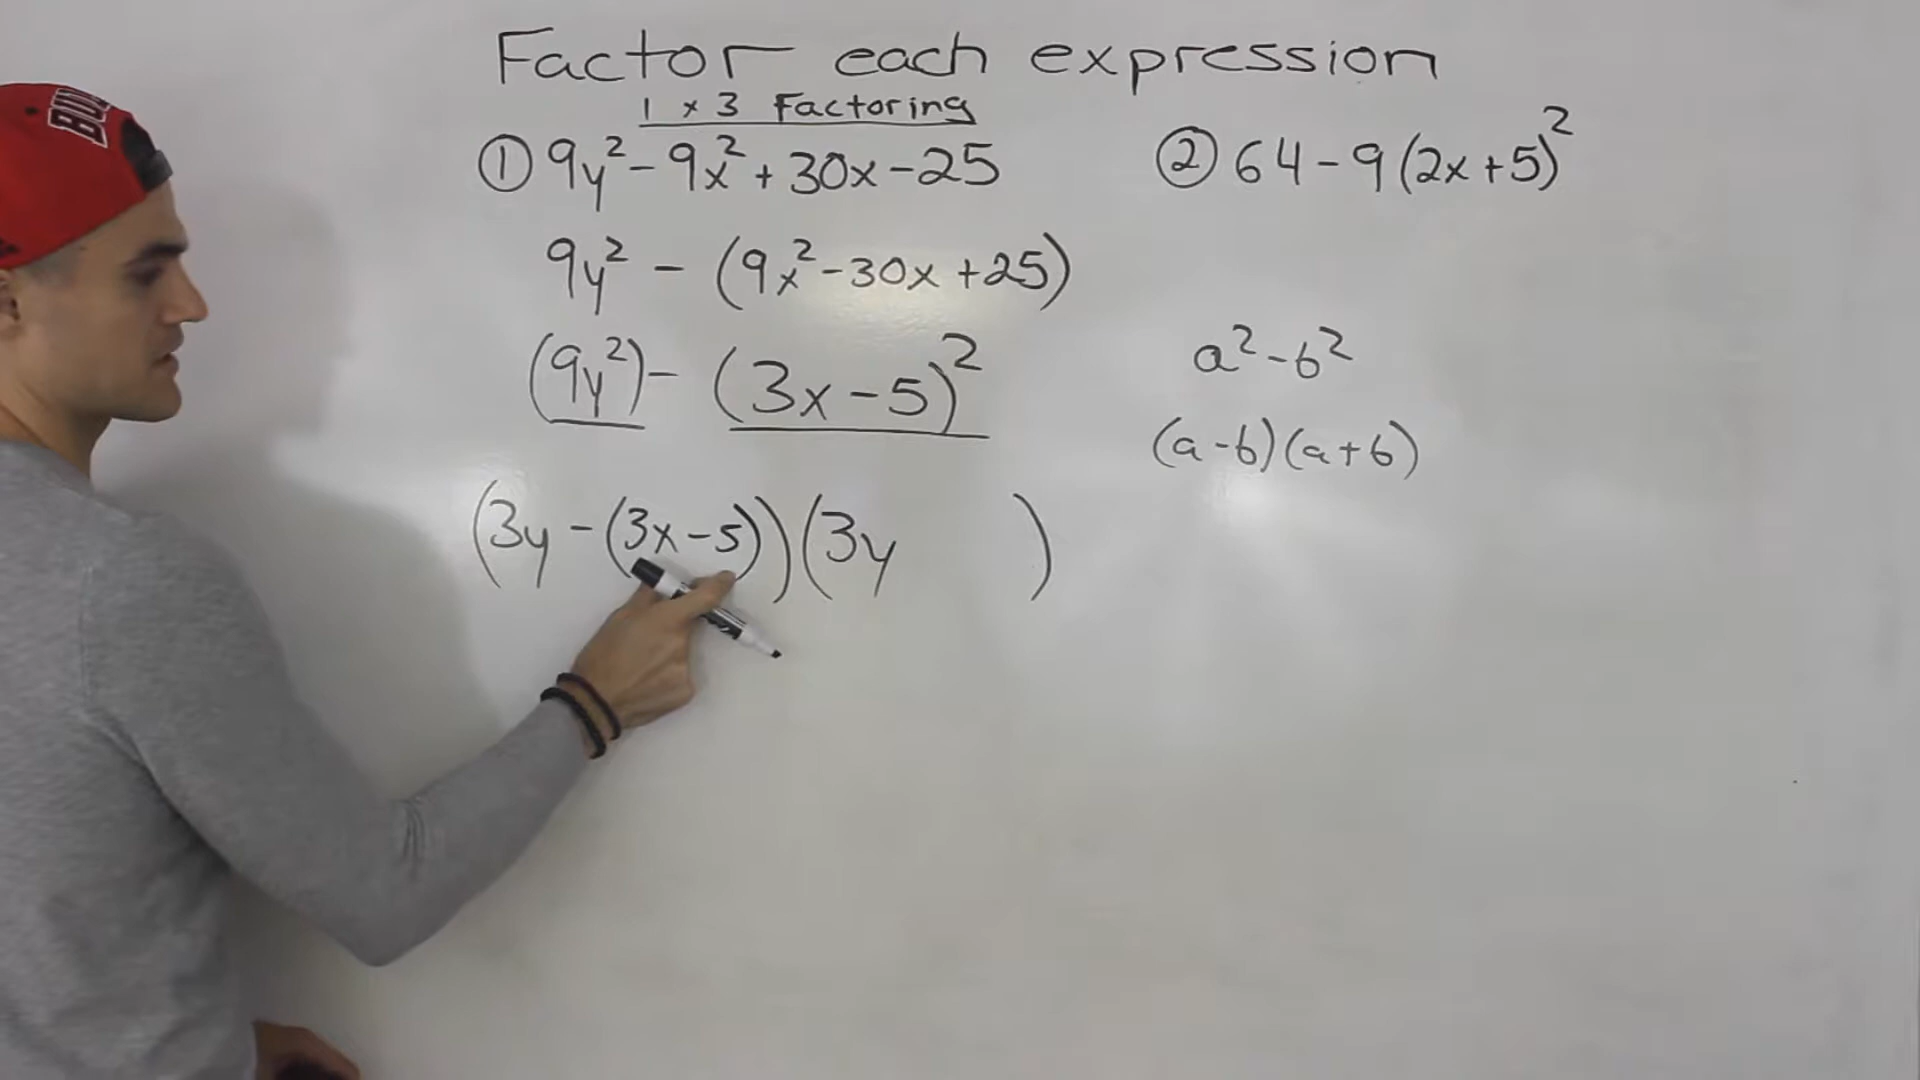 Factor each expression
1 × 3 Factoring
① 9y² - 9x² + 30x - 25
9y² - (9x² - 30x + 25)
(9y²) - (3x - 5)²
(3y - (3x - 5))(3y )
② 64 - 9(2x + 5)²
a² - b²
(a - b)(a + b)